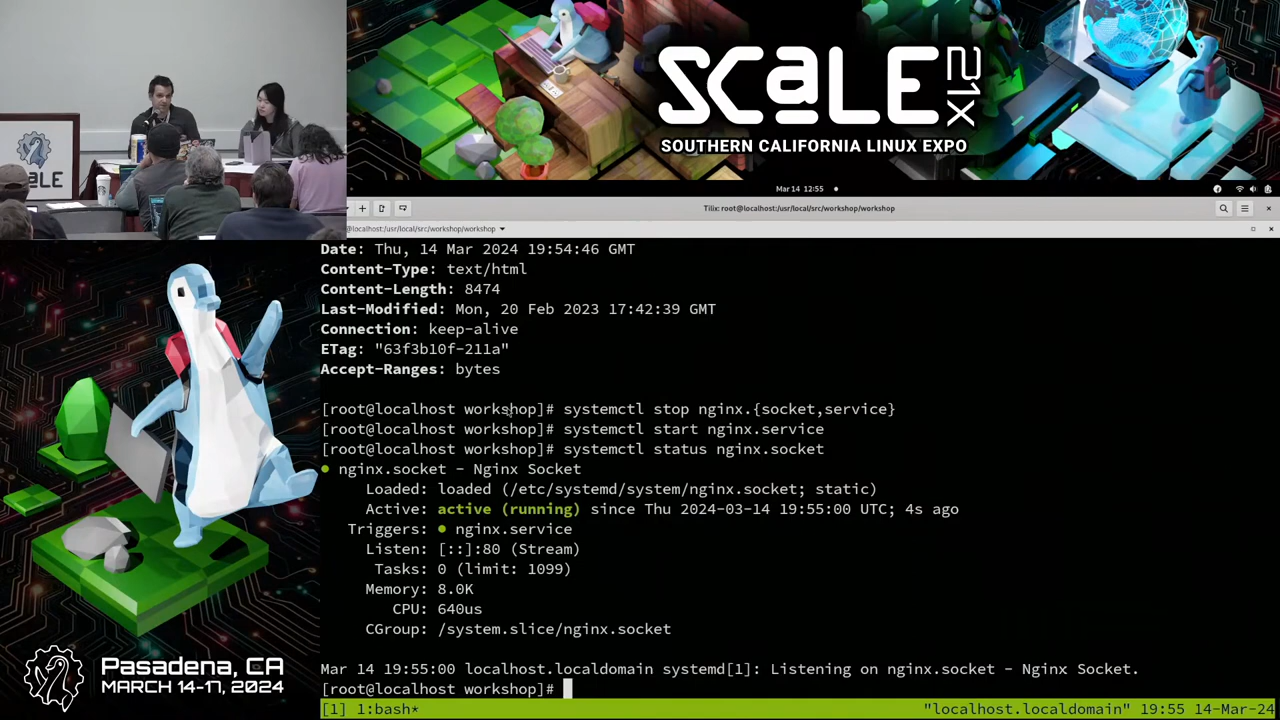 SCaLE 21X
SOUTHERN CALIFORNIA LINUX EXPO
aLE
Mar 14 12:55
Tilix: root@localhost:/usr/local/src/workshop/workshop
@localhost:/usr/local/src/workshop/workshop
Date: Thu, 14 Mar 2024 19:54:46 GMT
Content-Type: text/html
Content-Length: 8474
Last-Modified: Mon, 20 Feb 2023 17:42:39 GMT
Connection: keep-alive
ETag: "63f3b10f-211a"
Accept-Ranges: bytes
[root@localhost workshop]# systemctl stop nginx.{socket,service}
[root@localhost workshop]# systemctl start nginx.service
[root@localhost workshop]# systemctl status nginx.socket
● nginx.socket - Nginx Socket
Loaded: loaded (/etc/systemd/system/nginx.socket; static)
Active: active (running) since Thu 2024-03-14 19:55:00 UTC; 4s ago
Triggers: ● nginx.service
Listen: [::]:80 (Stream)
Tasks: 0 (limit: 1099)
Memory: 8.0K
CPU: 640us
CGroup: /system.slice/nginx.socket
Mar 14 19:55:00 localhost.localdomain systemd[1]: Listening on nginx.socket - Nginx Socket.
[root@localhost workshop]#
[1] 1:bash* "localhost.localdomain" 19:55 14-Mar-24
Pasadena, CA
MARCH 14-17, 2024